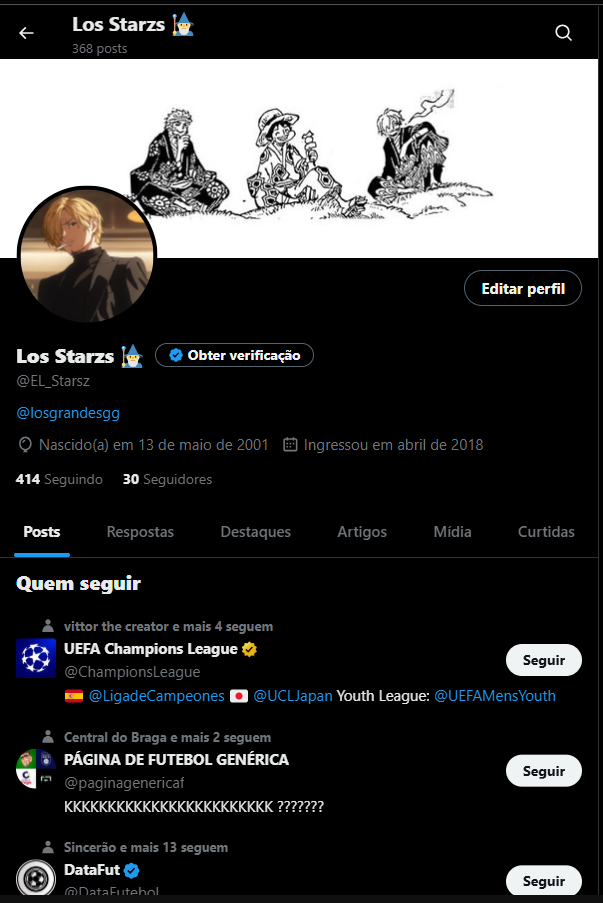 Los Starzs 🧙‍♂️
368 posts
Editar perfil
Los Starzs 🧙‍♂️ Obter verificação
@EL_Starsz
@losgrandesgg
Nascido(a) em 13 de maio de 2001 Ingressou em abril de 2018
414 Seguindo 30 Seguidores
Posts Respostas Destaques Artigos Mídia Curtidas
Quem seguir
vittor the creator e mais 4 seguem
UEFA Champions League
@ChampionsLeague
Seguir
🇪🇸 @LigadeCampeones 🇯🇵 @UCLJapan Youth League: @UEFAMensYouth
Central do Braga e mais 2 seguem
PÁGINA DE FUTEBOL GENÉRICA
@paginagenericaf
Seguir
KKKKKKKKKKKKKKKKKKKKKKKK ???????
Sincerão e mais 13 seguem
DataFut
@DataFutebol
Seguir